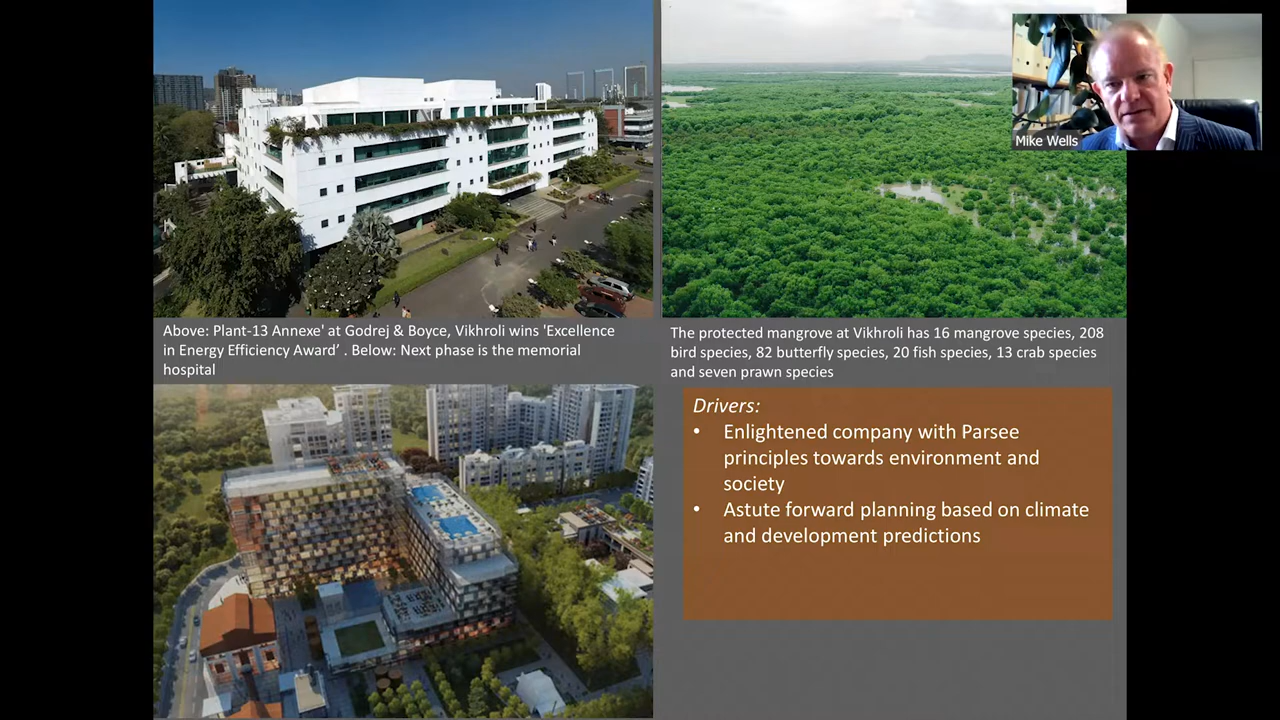 Mike Wells
Above: Plant-13 Annexe' at Godrej & Boyce, Vikhroli wins 'Excellence
in Energy Efficiency Award’ . Below: Next phase is the memorial
hospital
The protected mangrove at Vikhroli has 16 mangrove species, 208
bird species, 82 butterfly species, 20 fish species, 13 crab species
and seven prawn species
Drivers:
• Enlightened company with Parsee
principles towards environment and
society
• Astute forward planning based on climate
and development predictions